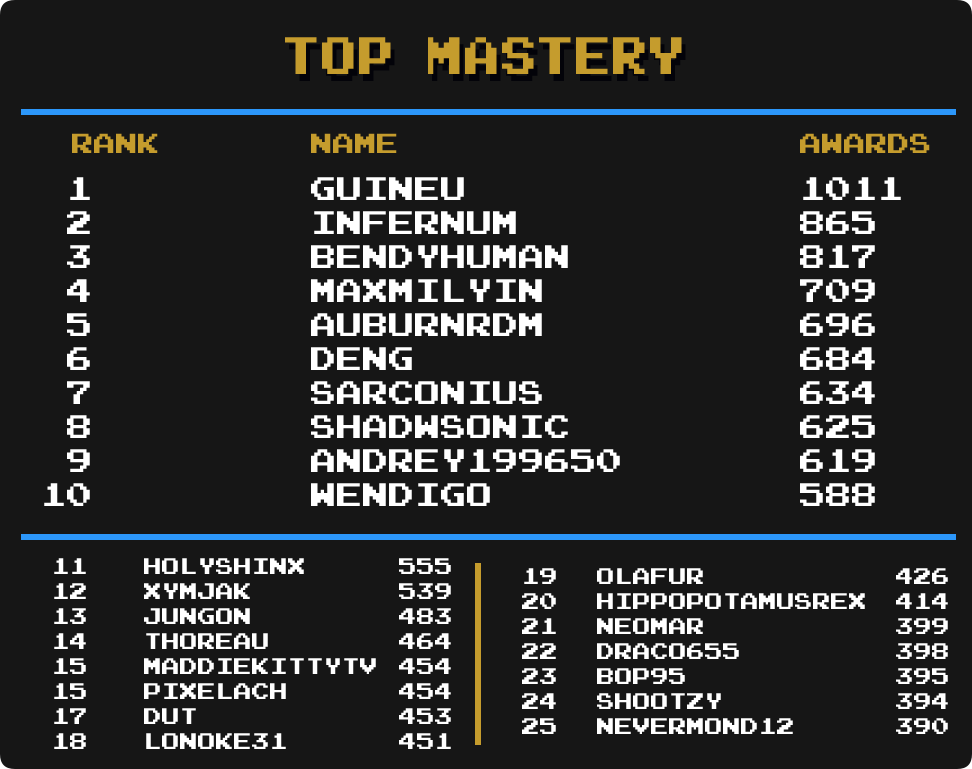 TOP MASTERY
RANK NAME AWARDS
1 GUINEU 1011
2 INFERNUM 865
3 BENDYHUMAN 817
4 MAXMILYIN 709
5 AUBURNRDM 696
6 DENG 684
7 SARCONIUS 634
8 SHADWSONIC 625
9 ANDREY199650 619
10 WENDIGO 588
11 HOLYSHINX 555
12 XYMJAK 539
13 JUNGON 483
14 THOREAU 464
15 MADDIEKITTYTV 454
15 PIXELACH 454
17 DUT 453
18 LONOKE31 451
19 OLAFUR 426
20 HIPPOPOTAMUSREX 414
21 NEOMAR 399
22 DRACO655 398
23 BOP95 395
24 SHOOTZY 394
25 NEVERMOND12 390